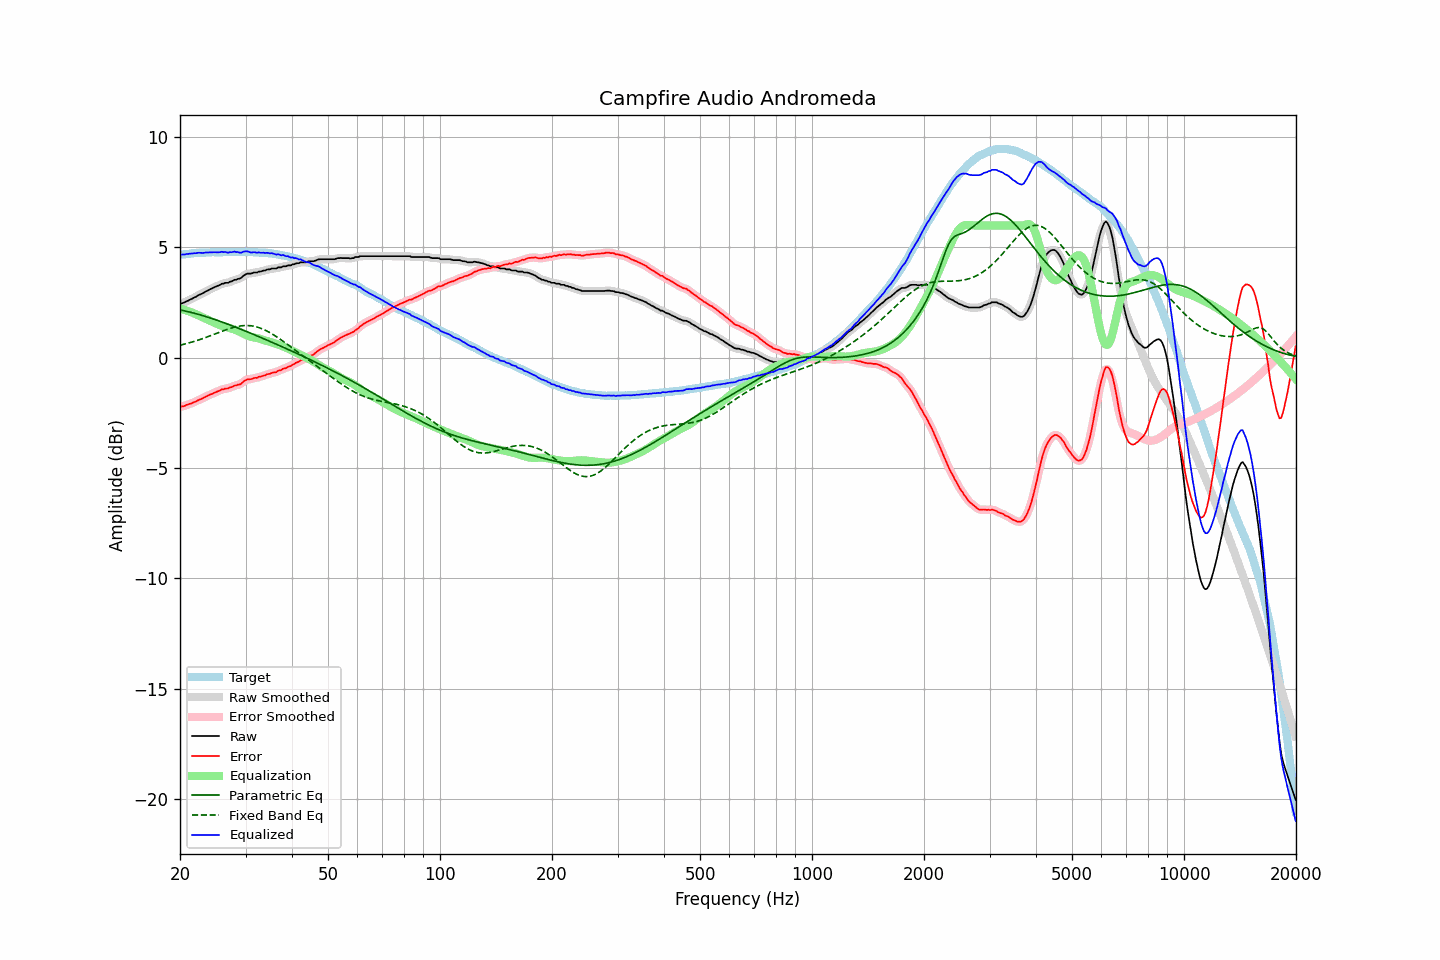 Campfire Audio Andromeda
Amplitude (dBr)
10
5
0
−5
−10
−15
−20
Target
Raw Smoothed
Error Smoothed
Raw
Error
Equalization
Parametric Eq
Fixed Band Eq
Equalized
20 50 100 200 500 1000 2000 5000 10000 20000
Frequency (Hz)